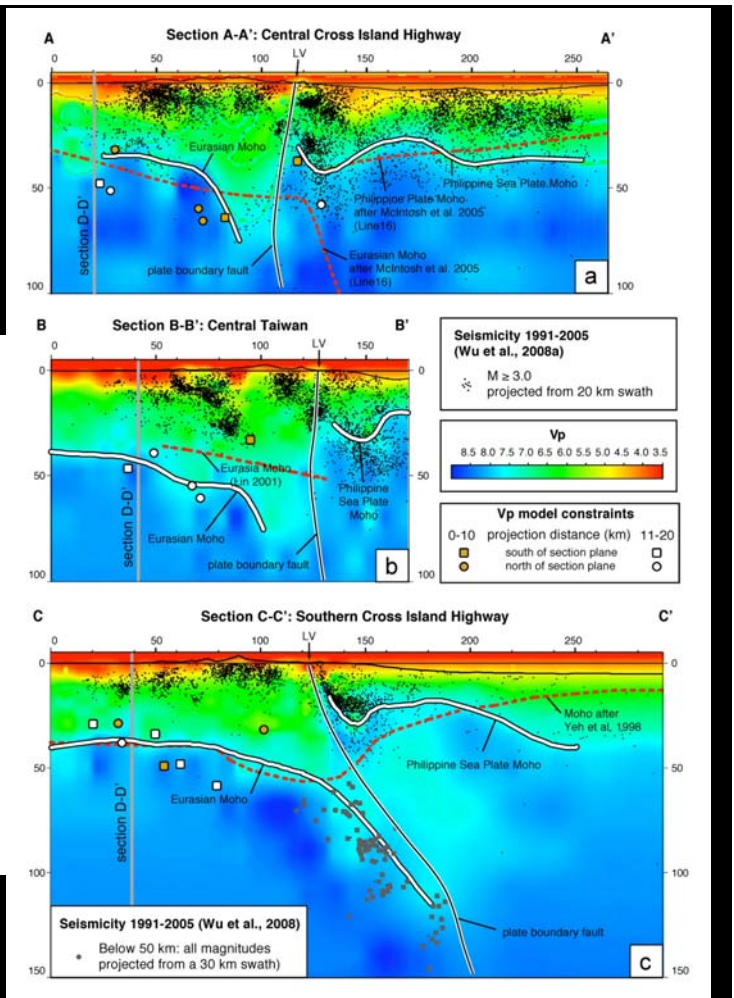 A Section A-A’: Central Cross Island Highway A’
LV
0 50 100 150 200 250
0 0
Eurasian Moho
50 50
Philippine Sea Plate Moho
Philippine Plate Moho
after McIntosh et al. 2005
(Line16)
section D-D’
plate boundary fault
Eurasian Moho
after McIntosh et al. 2005
(Line16)
100 100
a
B Section B-B’: Central Taiwan B’
LV
0 50 100 150
0 0
Eurasia Moho
(Lin 2001)
50 50
Philippine
Sea Plate
Moho
section D-D’
Eurasian Moho
plate boundary fault
100 100
b
Seismicity 1991-2005
(Wu et al., 2008a)
M ≥ 3.0
projected from 20 km swath
Vp
8.5 8.0 7.5 7.0 6.5 6.0 5.5 5.0 4.5 4.0 3.5
Vp model constraints
0-10 projection distance (km) 11-20
south of section plane
north of section plane
C Section C-C’: Southern Cross Island Highway C’
LV
0 50 100 150 200 250
0 0
Moho after
Yeh et al, 1998
Philippine Sea Plate Moho
50 50
Eurasian Moho
section D-D’
100 100
plate boundary fault
Seismicity 1991-2005 (Wu et al., 2008)
Below 50 km: all magnitudes
projected from a 30 km swath)
150 150
c